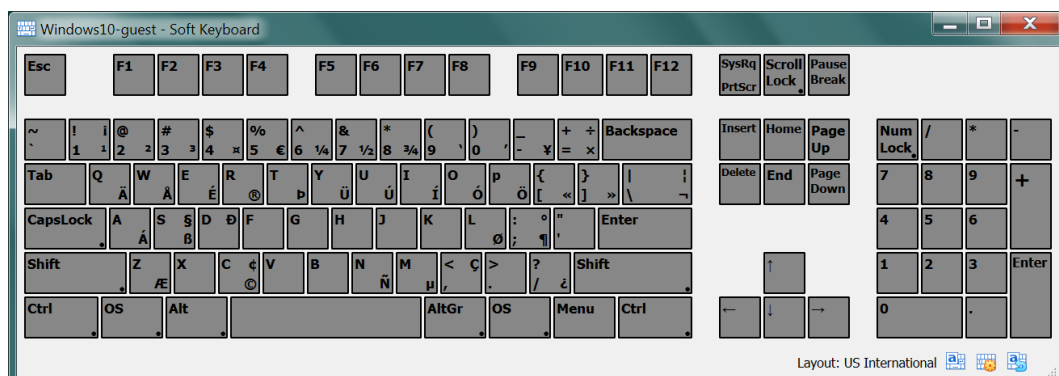 Windows10-guest - Soft Keyboard
Esc F1 F2 F3 F4 F5 F6 F7 F8 F9 F10 F11 F12 SysRq Scroll Pause
PrtScr Lock Break
~ ! ¡ @ # $ % ^ & * ( ) _ + ÷ Backspace Insert Home Page Num / * -
` 1 ¹ 2 ² 3 ³ 4 ¤ 5 € 6 ¼ 7 ½ 8 ¾ 9 ‘ 0 ’ - ¥ = × Up Lock
Tab Q W E R T Y U I O p { } | ¦ Delete End Page 7 8 9 +
Ä Å É ® Þ Ü Ú Í Ó Ö [ « ] » \ ¬ Down
CapsLock A S § D Đ F G H J K L : ° " Enter 4 5 6
Á ß Ø ; ¶ '
Shift Z X C ¢ V B N M < Ç > ? Shift ↑ 1 2 3 Enter
Æ © Ñ µ , . / ¿
Ctrl OS Alt AltGr OS Menu Ctrl ← ↓ → 0 .
Layout: US International